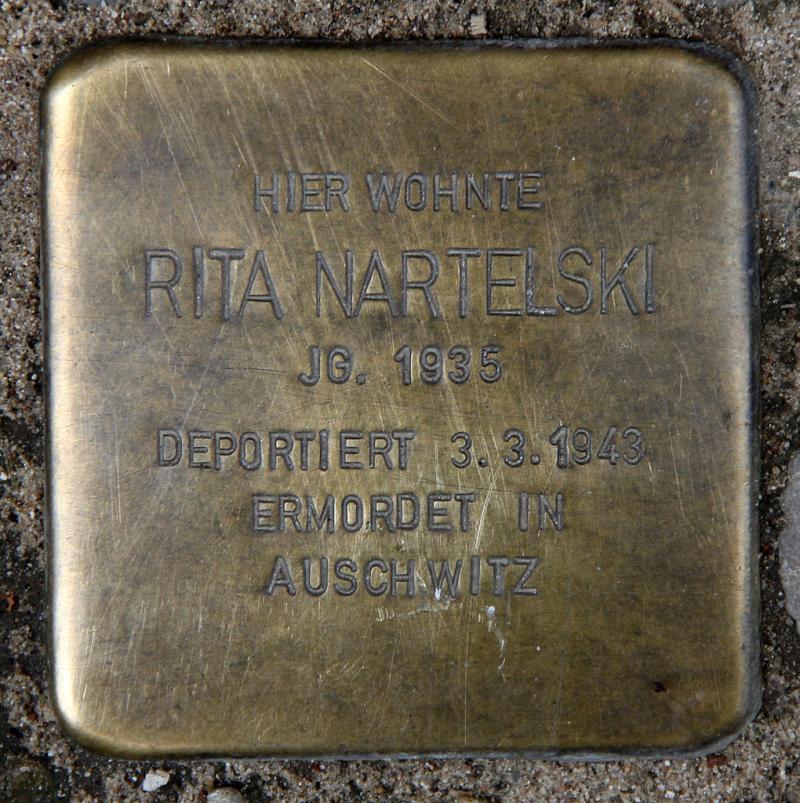 HIER WOHNTE
RITA NARTELSKI
JG. 1935
DEPORTIERT 3.3.1943
ERMORDET IN
AUSCHWITZ